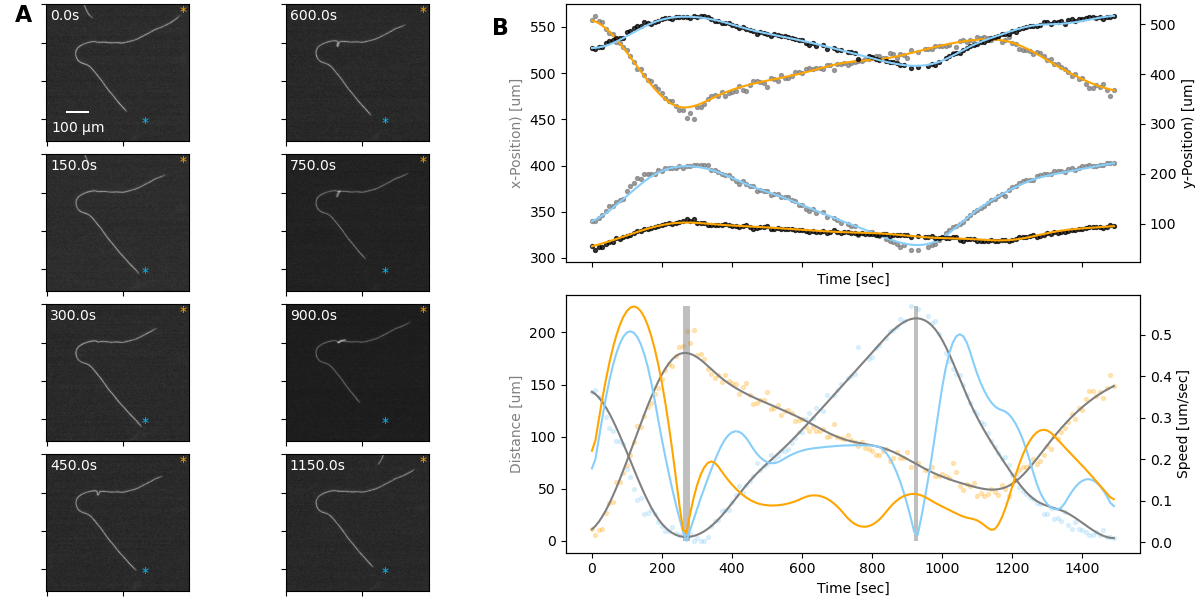 A
0.0s
100 µm
600.0s
150.0s
750.0s
300.0s
900.0s
450.0s
1150.0s
B
550
500
450
400
350
300
x-Position) [um]
500
400
300
200
100
y-Position) [um]
Time [sec]
200
150
100
50
0
Distance [um]
0.5
0.4
0.3
0.2
0.1
0.0
Speed [um/sec]
0 200 400 600 800 1000 1200 1400
Time [sec]